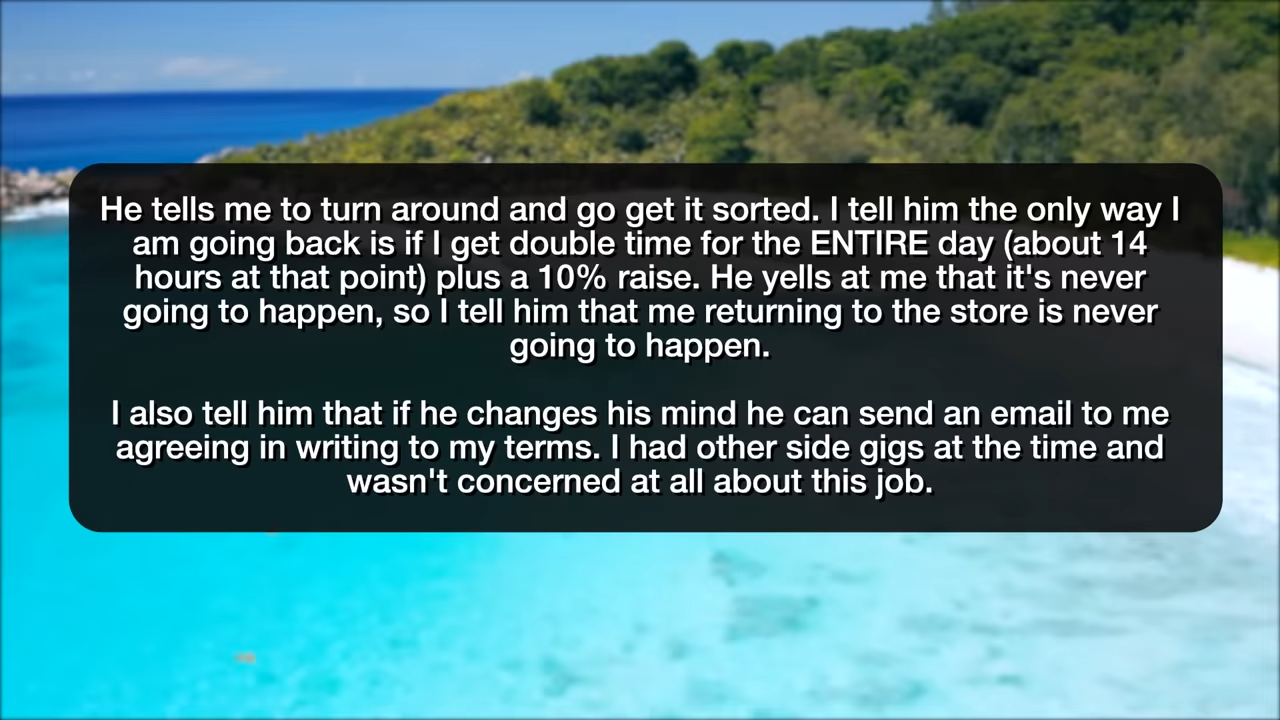 He tells me to turn around and go get it sorted. I tell him the only way I
am going back is if I get double time for the ENTIRE day (about 14
hours at that point) plus a 10% raise. He yells at me that it's never
going to happen, so I tell him that me returning to the store is never
going to happen.
I also tell him that if he changes his mind he can send an email to me
agreeing in writing to my terms. I had other side gigs at the time and
wasn't concerned at all about this job.